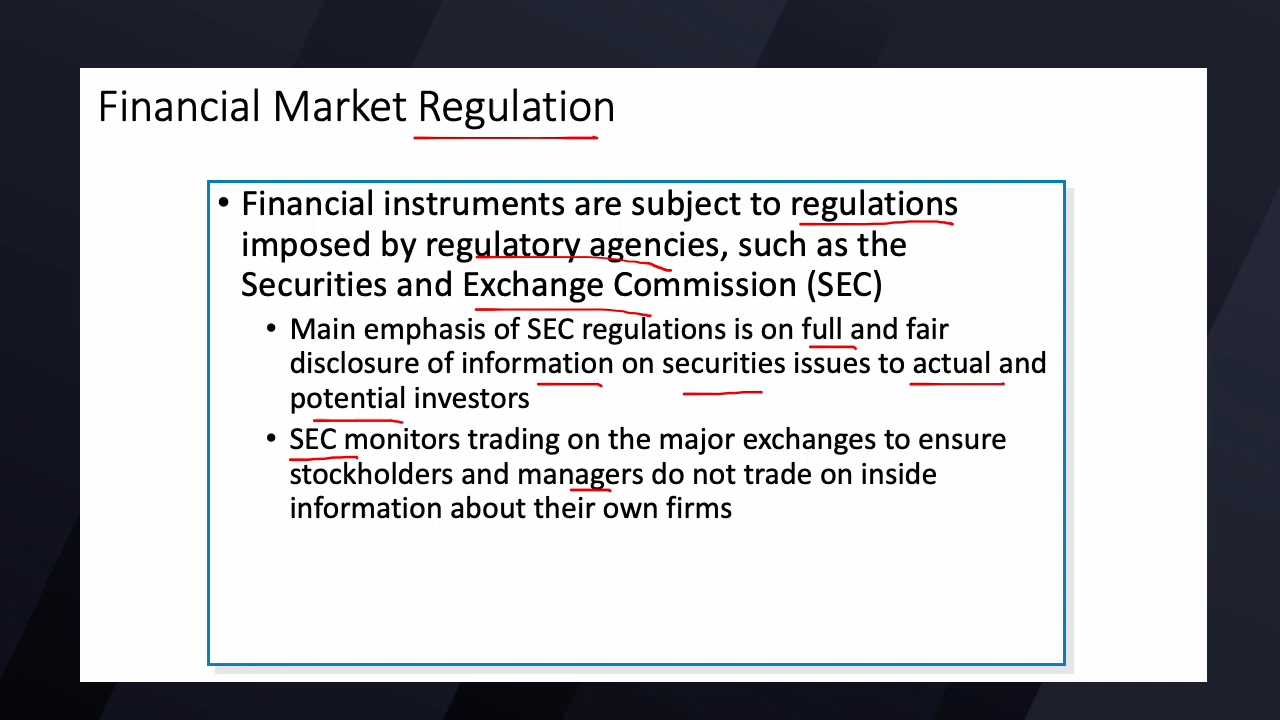 Financial Market Regulation
• Financial instruments are subject to regulations
imposed by regulatory agencies, such as the
Securities and Exchange Commission (SEC)
• Main emphasis of SEC regulations is on full and fair
disclosure of information on securities issues to actual and
potential investors
• SEC monitors trading on the major exchanges to ensure
stockholders and managers do not trade on inside
information about their own firms